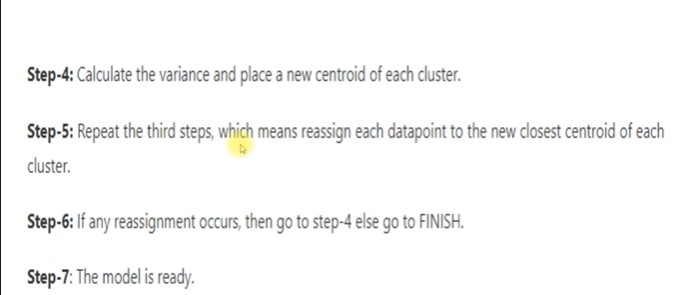 Step-4: Calculate the variance and place a new centroid of each cluster.
Step-5: Repeat the third steps, which means reassign each datapoint to the new closest centroid of each
cluster.
Step-6: If any reassignment occurs, then go to step-4 else go to FINISH.
Step-7: The model is ready.